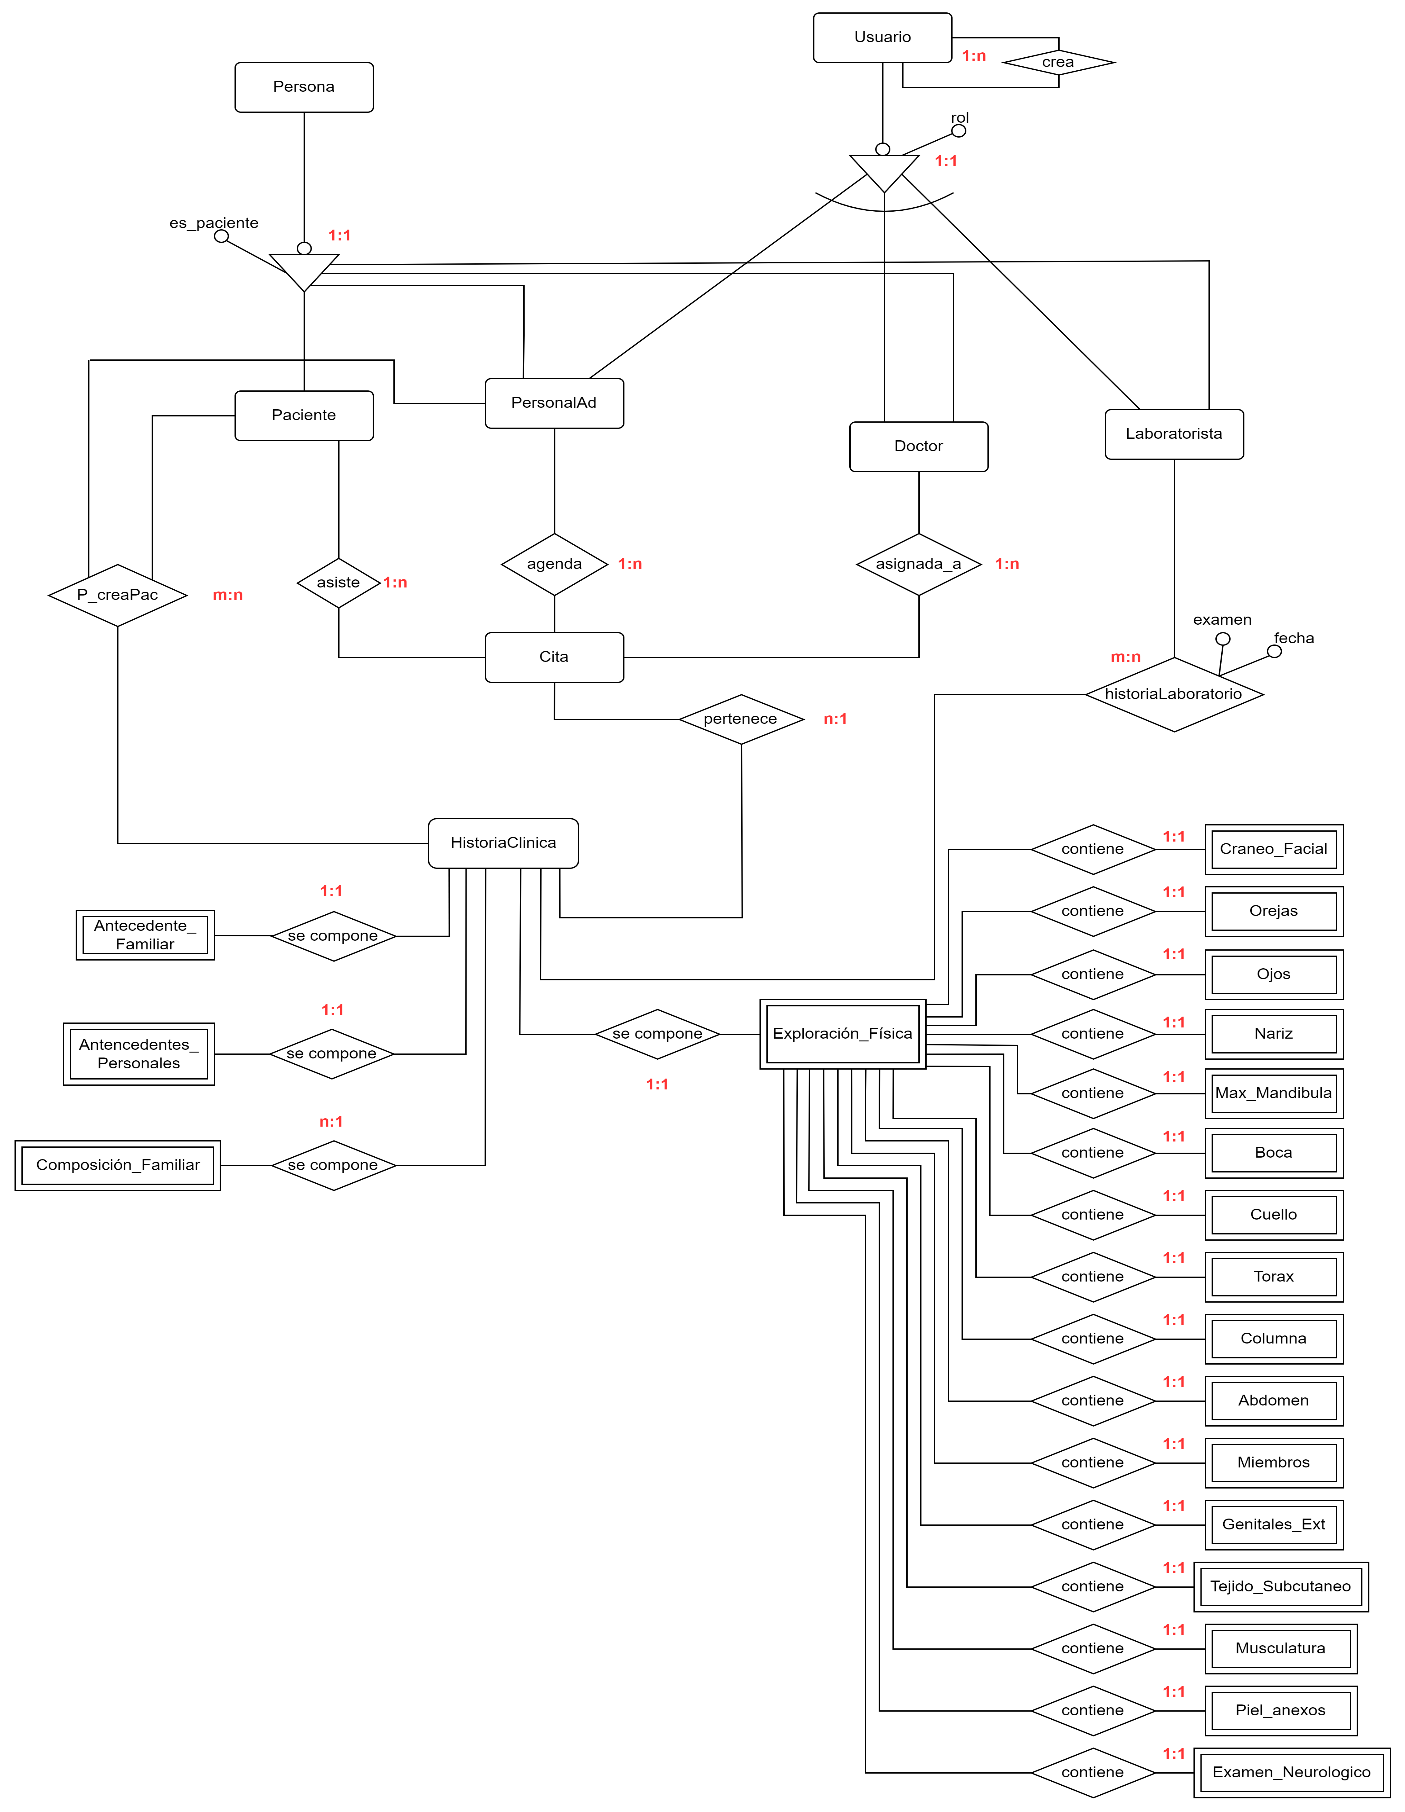 Usuario
1:n
crea
Persona
rol
1:1
es_paciente
1:1
Paciente
PersonalAd
Doctor
Laboratorista
P_creaPac
m:n
asiste
1:n
agenda
1:n
asignada_a
1:n
examen
fecha
m:n
historiaLaboratorio
Cita
pertenece
n:1
HistoriaClinica
1:1
Antecedente_
Familiar
se compone
1:1
Antencedentes_
Personales
se compone
n:1
Composición_Familiar
se compone
se compone
1:1
Exploración_Física
contiene
1:1
Craneo_Facial
contiene
1:1
Orejas
contiene
1:1
Ojos
contiene
1:1
Nariz
contiene
1:1
Max_Mandibula
contiene
1:1
Boca
contiene
1:1
Cuello
contiene
1:1
Torax
contiene
1:1
Columna
contiene
1:1
Abdomen
contiene
1:1
Miembros
contiene
1:1
Genitales_Ext
contiene
1:1
Tejido_Subcutaneo
contiene
1:1
Musculatura
contiene
1:1
Piel_anexos
contiene
1:1
Examen_Neurologico